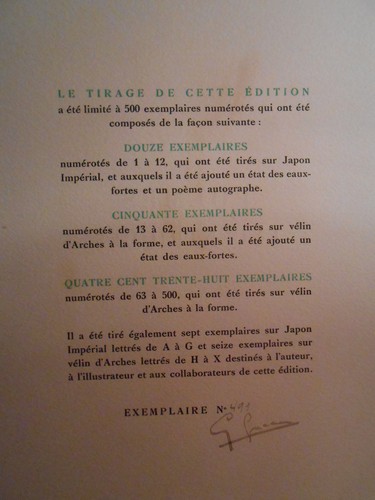 LE TIRAGE DE CETTE ÉDITION
a été limité à 500 exemplaires numérotés qui ont été
composés de la façon suivante :
DOUZE EXEMPLAIRES
numérotés de 1 à 12, qui ont été tirés sur Japon
Impérial, et auxquels il a été ajouté un état des eaux-
fortes et un poème autographe.
CINQUANTE EXEMPLAIRES
numérotés de 13 à 62, qui ont été tirés sur vélin
d'Arches à la forme, et auxquels il a été ajouté un
état des eaux-fortes.
QUATRE CENT TRENTE-HUIT EXEMPLAIRES
numérotés de 63 à 500, qui ont été tirés sur vélin
d'Arches à la forme.
Il a été tiré également sept exemplaires sur Japon
Impérial lettrés de A à G et seize exemplaires sur
vélin d'Arches lettrés de H à X destinés à l'auteur,
à l'illustrateur et aux collaborateurs de cette édition.
EXEMPLAIRE N°